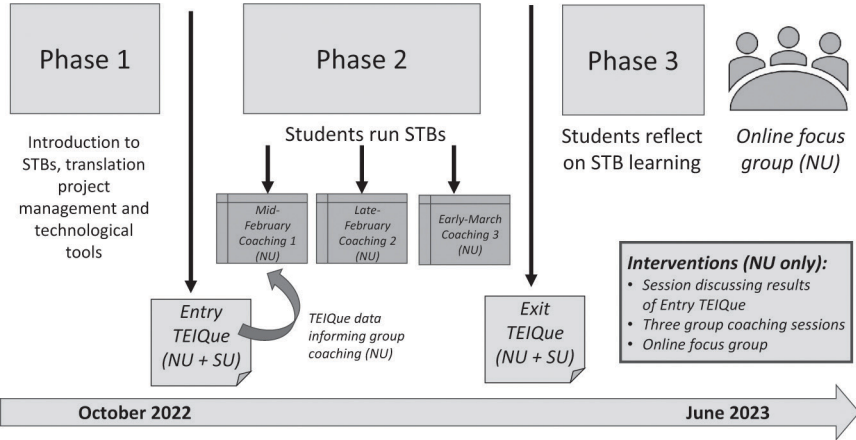 Phase 1
Phase 2
Phase 3
Introduction to
STBs, translation
project
management and
technological
tools
Students run STBs
Mid-
February
Coaching 1
(NU)
Late-
February
Coaching 2
(NU)
Early-March
Coaching 3
(NU)
Students reflect
on STB learning
Online focus
group (NU)
Entry
TEIQue
(NU + SU)
TEIQue data
informing group
coaching (NU)
Exit
TEIQue
(NU + SU)
Interventions (NU only):
• Session discussing results
of Entry TEIQue
• Three group coaching sessions
• Online focus group
October 2022
June 2023